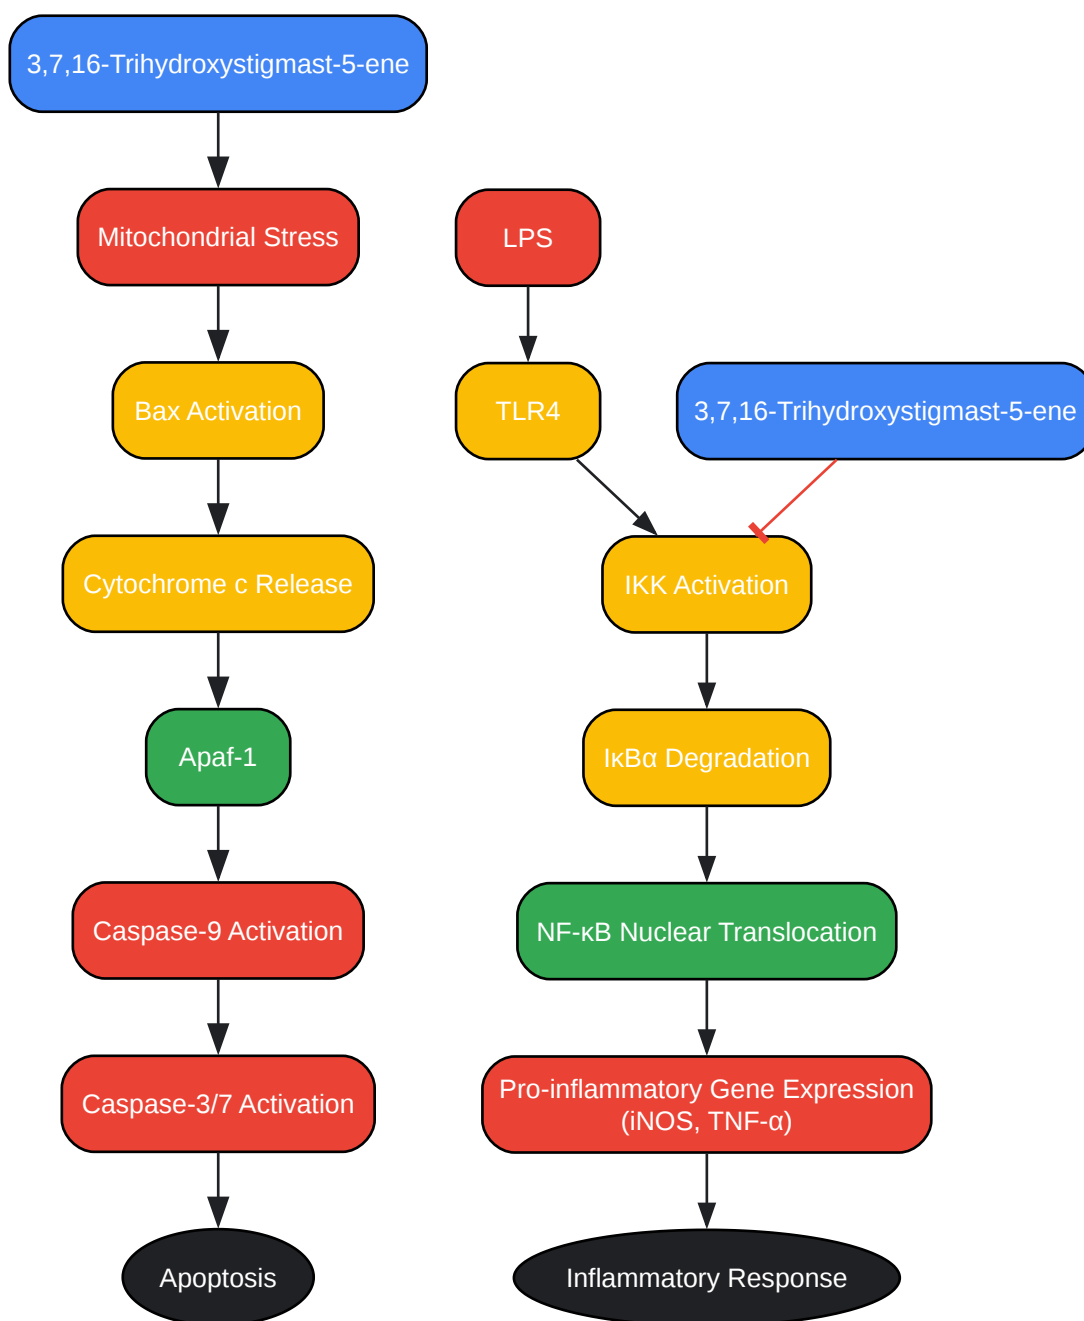 3,7,16-Trihydroxystigmast-5-ene
Mitochondrial Stress
Bax Activation
Cytochrome c Release
Apaf-1
Caspase-9 Activation
Caspase-3/7 Activation
Apoptosis
LPS
TLR4
3,7,16-Trihydroxystigmast-5-ene
IKK Activation
IκBα Degradation
NF-κB Nuclear Translocation
Pro-inflammatory Gene Expression
(iNOS, TNF-α)
Inflammatory Response